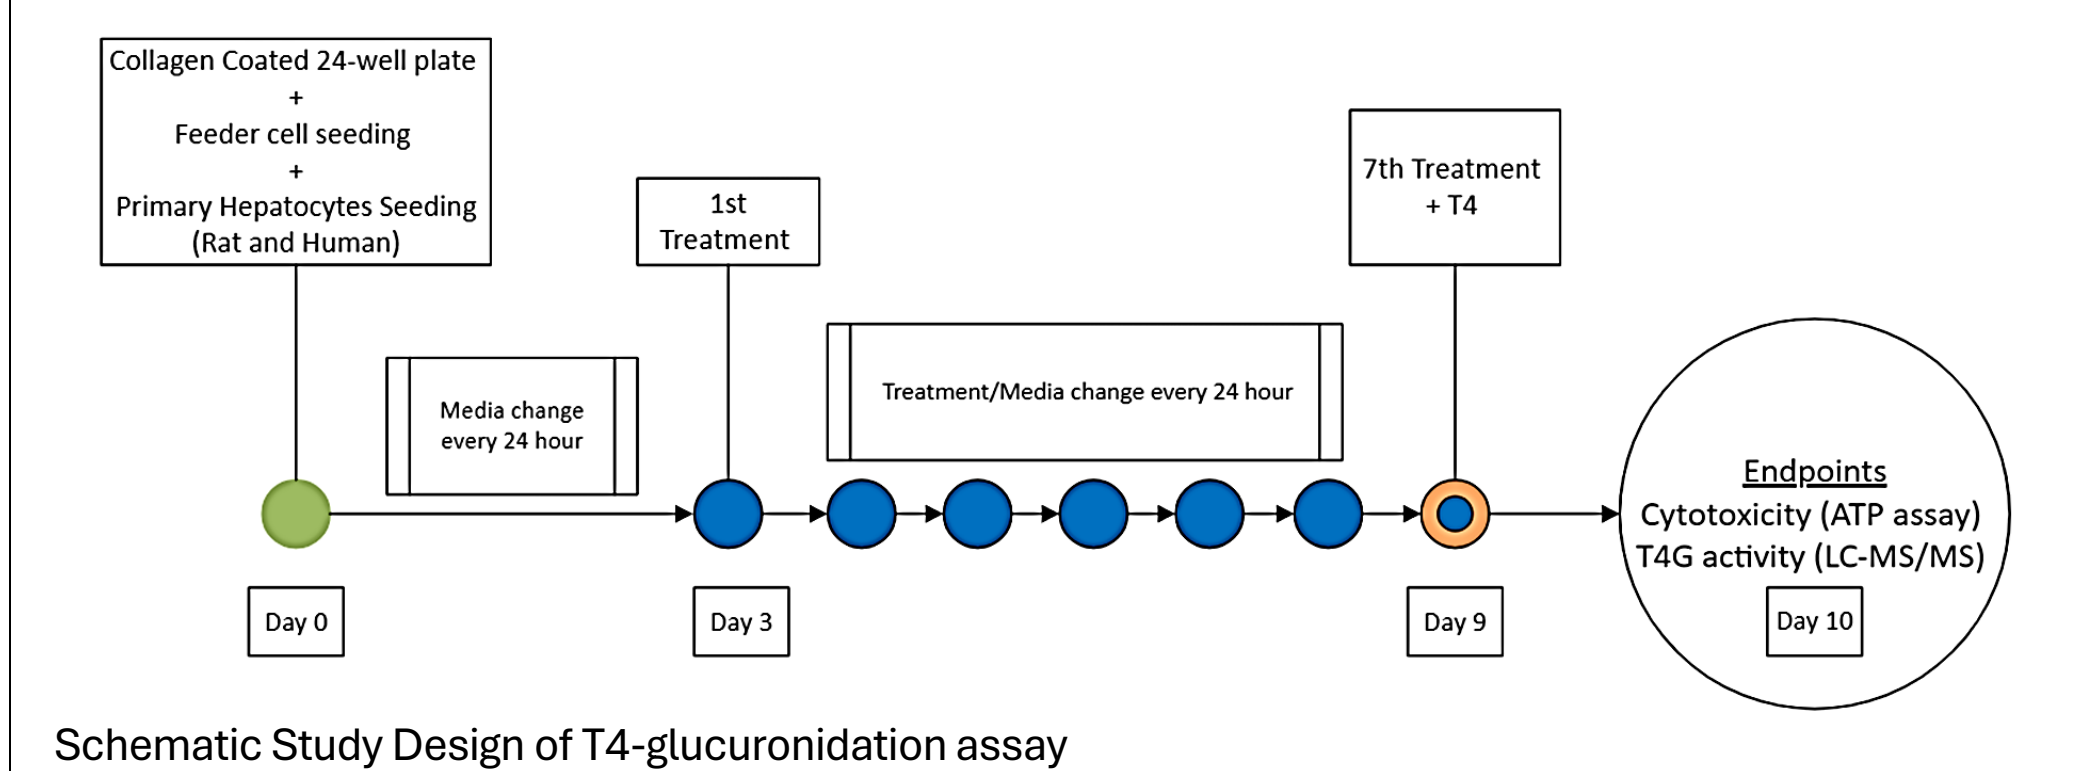 Collagen Coated 24-well plate
+
Feeder cell seeding
+
Primary Hepatocytes Seeding
(Rat and Human)
1st
Treatment
7th Treatment
+ T4
Media change
every 24 hour
Treatment/Media change every 24 hour
Endpoints
Cytotoxicity (ATP assay)
T4G activity (LC-MS/MS)
Day 0
Day 3
Day 9
Day 10
Schematic Study Design of T4-glucuronidation assay